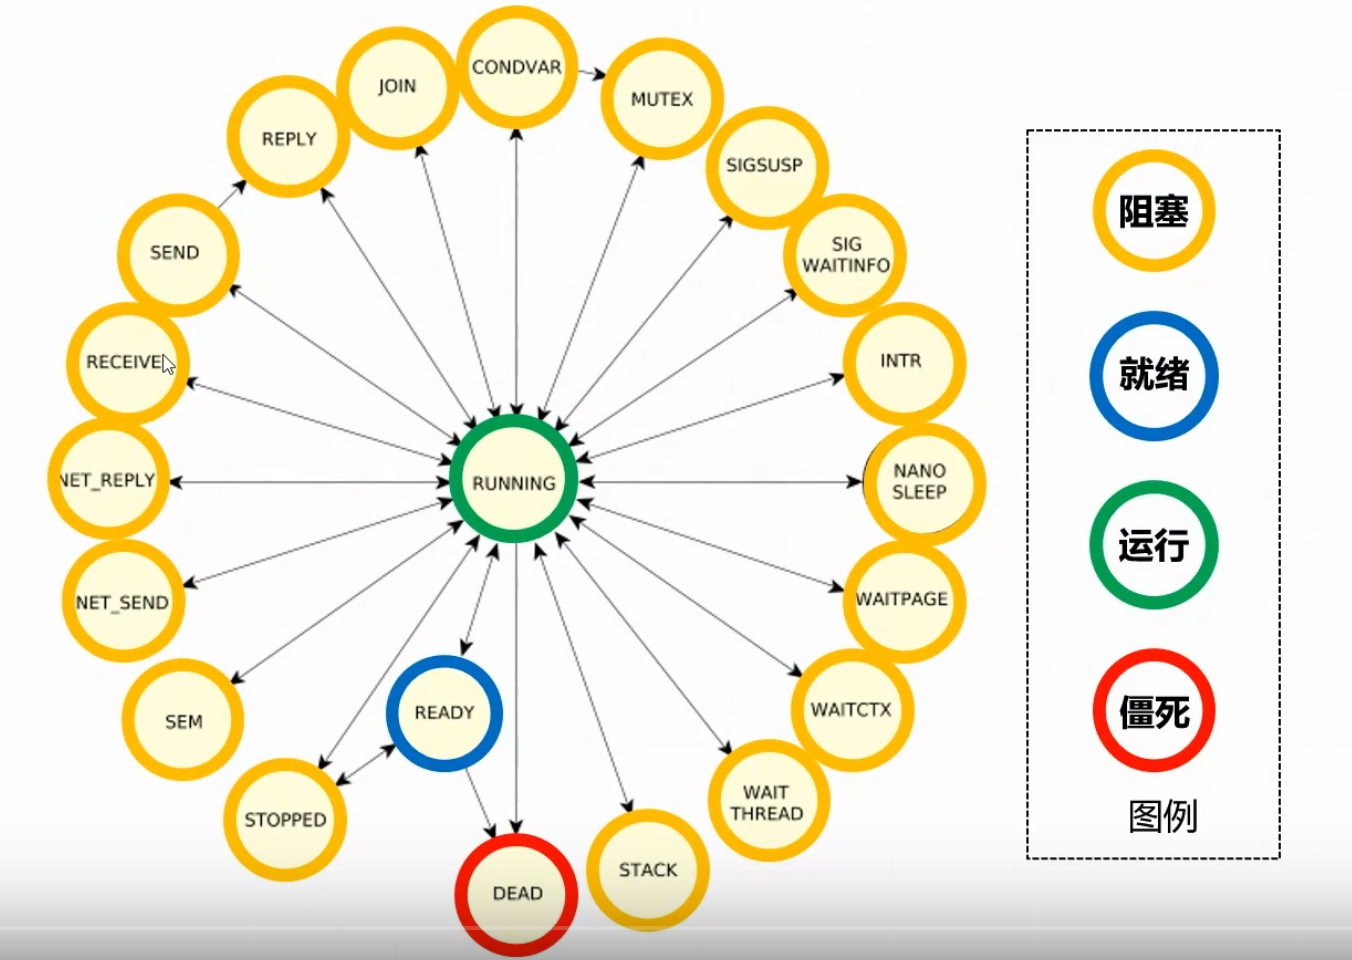 CONDVAR
JOIN
MUTEX
REPLY
SIGSUSP
SEND
SIG
WAITINFO
RECEIVE
INTR
NET_REPLY
RUNNING
NANO
SLEEP
NET_SEND
WAITPAGE
SEM
READY
WAITCTX
STOPPED
WAIT
THREAD
DEAD
STACK
阻塞
就绪
运行
僵死
图例